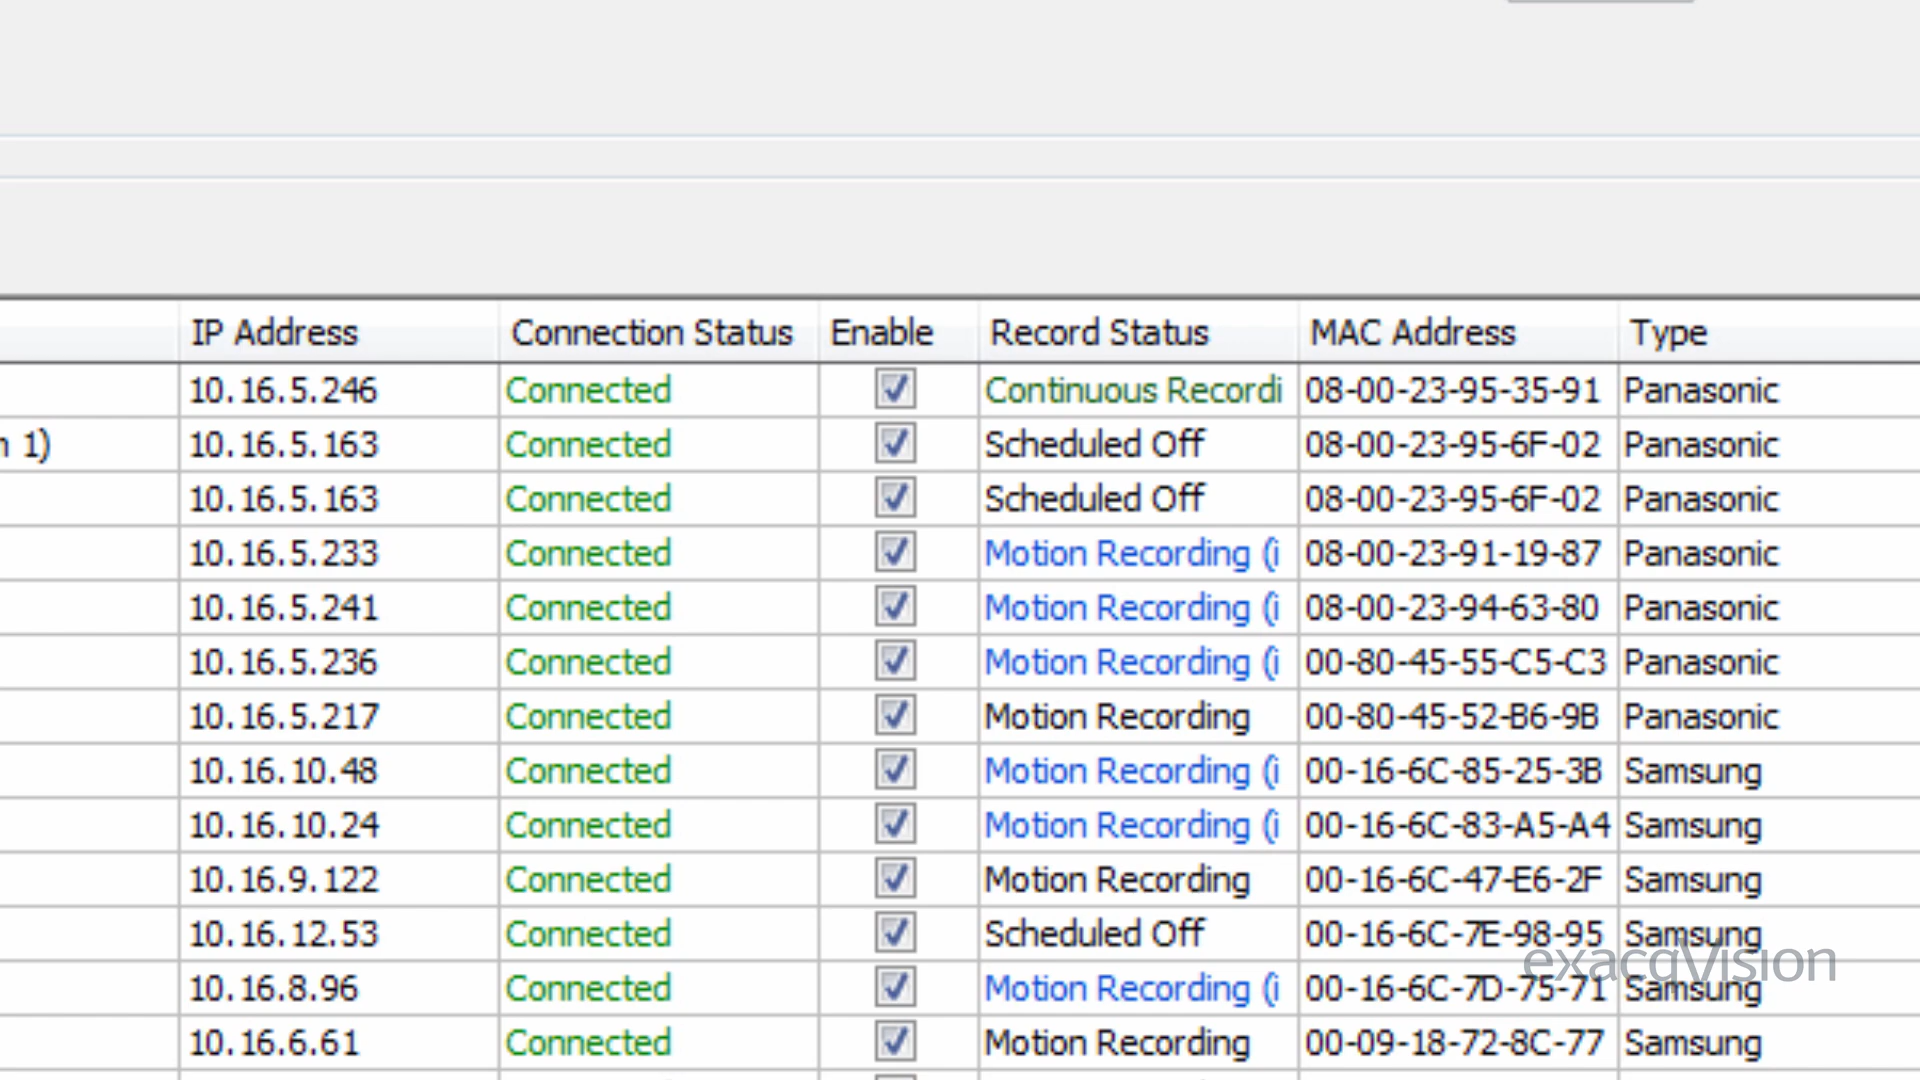 IP Address Connection Status Enable Record Status MAC Address Type
10.16.5.246 Connected Continuous Recordi 08-00-23-95-35-91 Panasonic
1) 10.16.5.163 Connected Scheduled Off 08-00-23-95-6F-02 Panasonic
10.16.5.163 Connected Scheduled Off 08-00-23-95-6F-02 Panasonic
10.16.5.233 Connected Motion Recording (i 08-00-23-91-19-87 Panasonic
10.16.5.241 Connected Motion Recording (i 08-00-23-94-63-80 Panasonic
10.16.5.236 Connected Motion Recording (i 00-80-45-55-C5-C3 Panasonic
10.16.5.217 Connected Motion Recording 00-80-45-52-B6-9B Panasonic
10.16.10.48 Connected Motion Recording (i 00-16-6C-85-25-3B Samsung
10.16.10.24 Connected Motion Recording (i 00-16-6C-83-A5-A4 Samsung
10.16.9.122 Connected Motion Recording 00-16-6C-47-E6-2F Samsung
10.16.12.53 Connected Scheduled Off 00-16-6C-7E-98-95 Samsung
exacqVision
10.16.8.96 Connected Motion Recording (i 00-16-6C-7D-75-71 Samsung
10.16.6.61 Connected Motion Recording 00-09-18-72-8C-77 Samsung